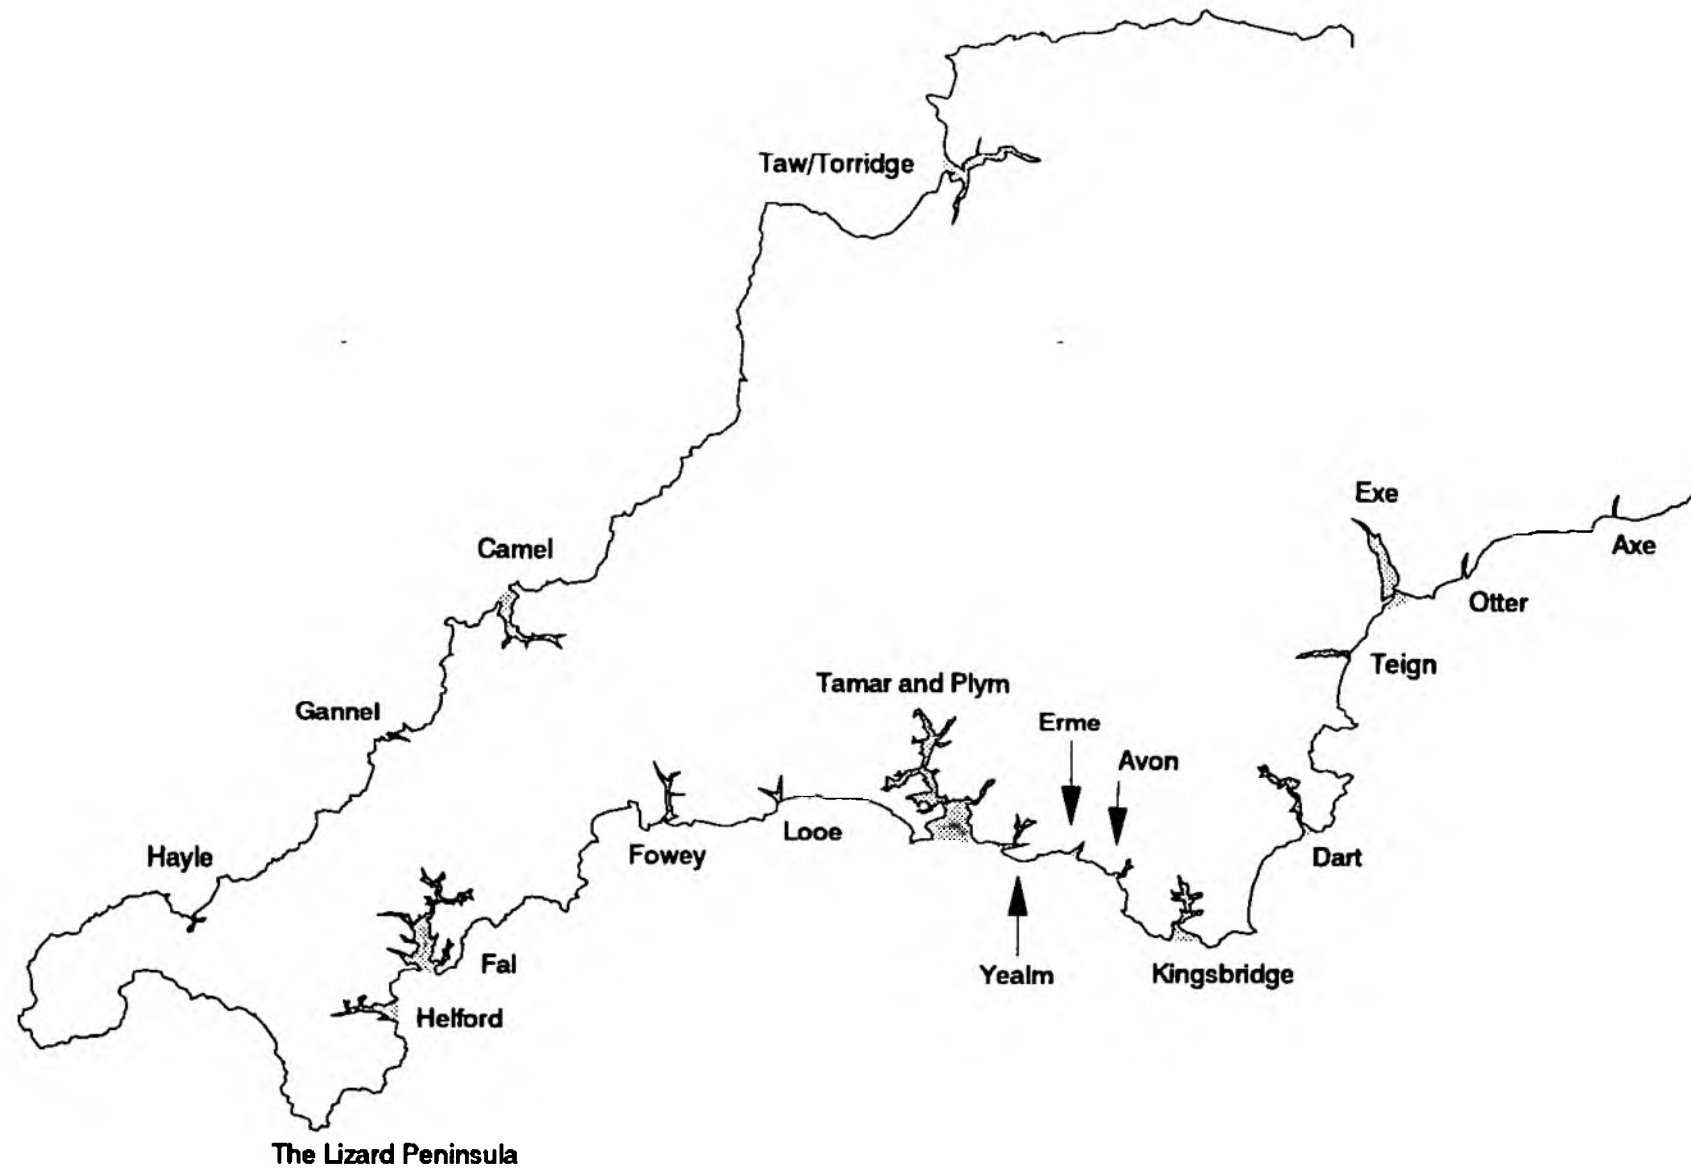 Taw/Torridge
Exe
Axe
Camel
Otter
Teign
Tamar and Plym
Gannel
Erme
Avon
Looe
Hayle
Fowey
Dart
Fal
Yealm
Kingsbridge
Helford
The Lizard Peninsula